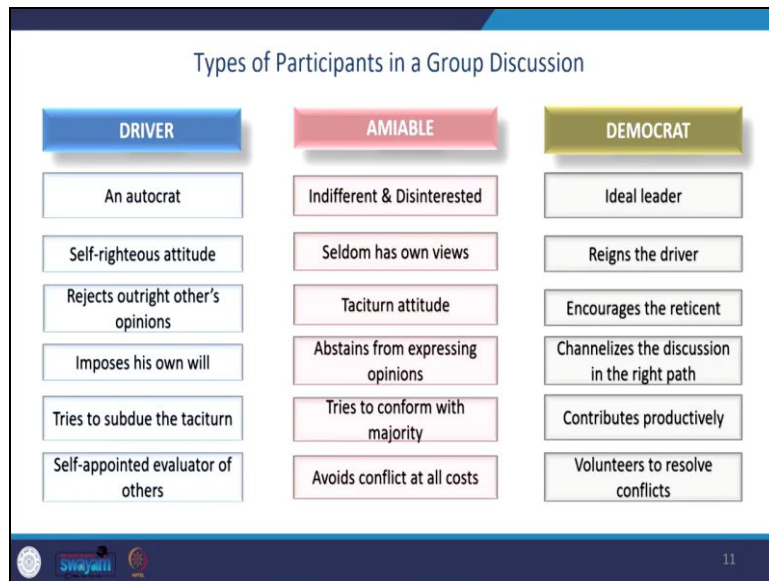 Types of Participants in a Group Discussion
DRIVER
An autocrat
Self-righteous attitude
Rejects outright other's
opinions
Imposes his own will
Tries to subdue the taciturn
Self-appointed evaluator of
others
AMIABLE
Indifferent & Disinterested
Seldom has own views
Taciturn attitude
Abstains from expressing
opinions
Tries to conform with
majority
Avoids conflict at all costs
DEMOCRAT
Ideal leader
Reigns the driver
Encourages the reticent
Channelizes the discussion
in the right path
Contributes productively
Volunteers to resolve
conflicts
swayam
11